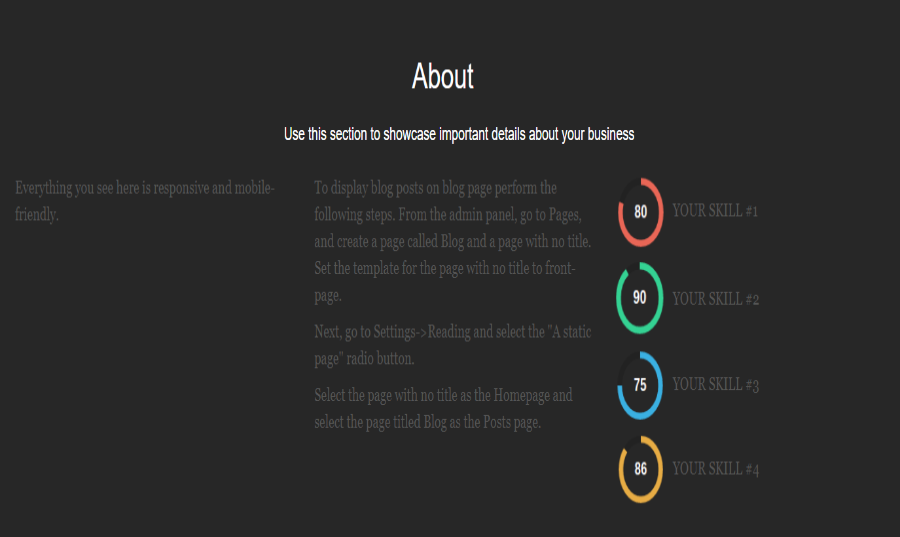 About
Use this section to showcase important details about your business
Everything you see here is responsive and mobile-
friendly.
To display blog posts on blog page perform the
following steps. From the admin panel, go to Pages,
and create a page called Blog and a page with no title.
Set the template for the page with no title to front-
page.
Next, go to Settings->Reading and select the "A static
page" radio button.
Select the page with no title as the Homepage and
select the page titled Blog as the Posts page.
80 YOUR SKILL #1
90 YOUR SKILL #2
75 YOUR SKILL #3
86 YOUR SKILL #4